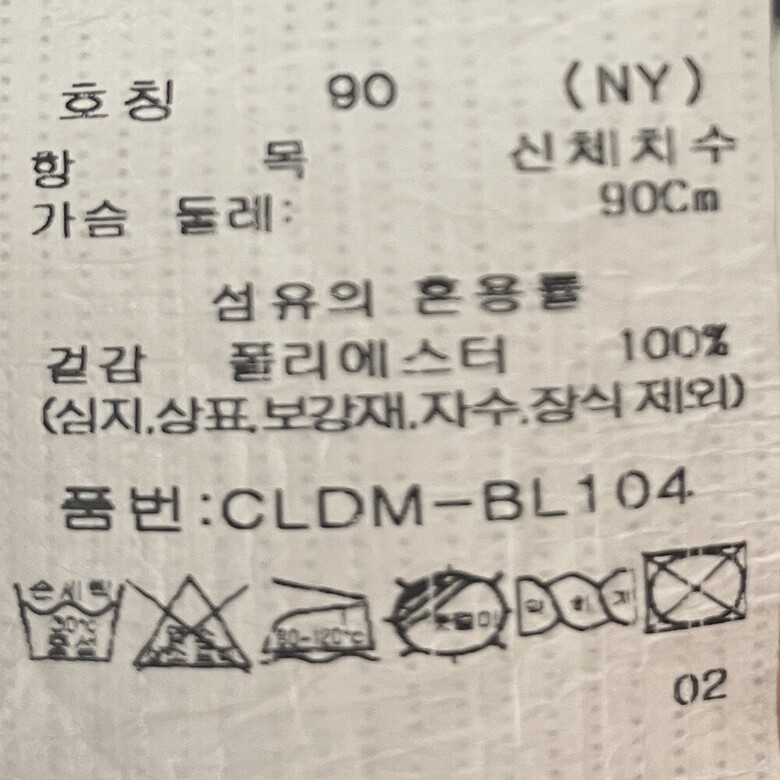 호칭 90 (NY)
항 목 신체치수
가슴 둘레: 90Cm
섬유의 혼용률
겉감 폴리에스터 100%
(심지.상표.보강재.자수.장식 제외)
품번:CLDM-BL104
손세탁 30℃ 중성 80-120℃ 옷걸이 약하게
02